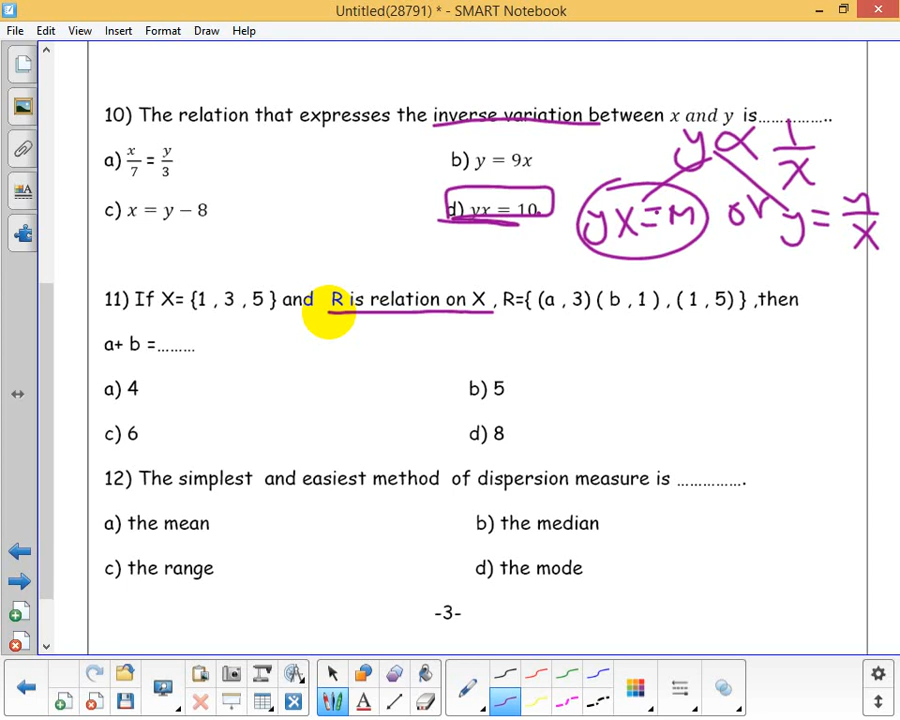 Untitled(28791) * - SMART Notebook
File Edit View Insert Format Draw Help
10) The relation that expresses the inverse variation between x and y is................
y ∝ 1/x
a) x/7 = y/3
b) y = 9x
c) x = y − 8
d) yx = 10.
yx = m or y = m/x
11) If X= {1 , 3 , 5 } and R is relation on X , R={ (a , 3) ( b , 1 ) , ( 1 , 5) } ,then
a+ b =.........
a) 4
b) 5
c) 6
d) 8
12) The simplest and easiest method of dispersion measure is ...............
a) the mean
b) the median
c) the range
d) the mode
-3-